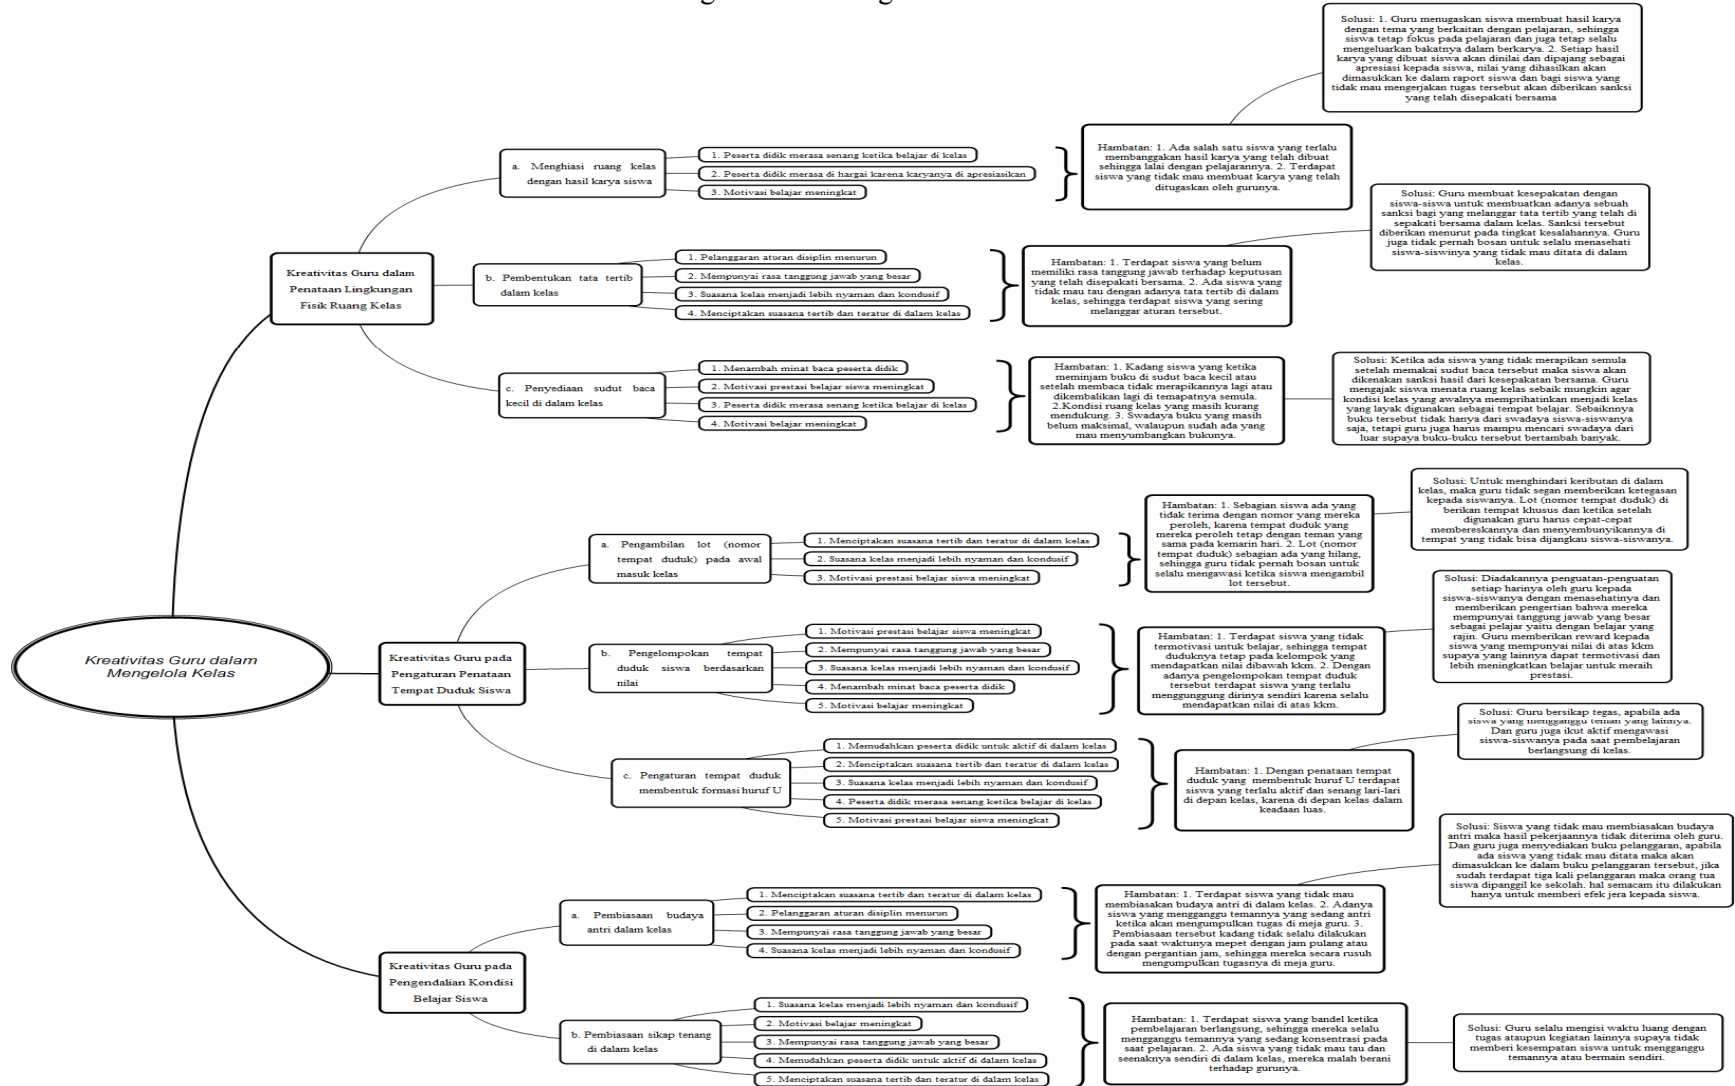 Kreativitas Guru dalam
Mengelola Kelas
Kreativitas Guru dalam
Penataan Lingkungan
Fisik Ruang Kelas
a. Menghiasi ruang kelas
dengan hasil karya siswa
1. Peserta didik merasa senang ketika belajar di kelas
2. Peserta didik merasa di hargai karena karyanya di apresiasikan
3. Motivasi belajar meningkat
Hambatan: 1. Ada salah satu siswa yang terlalu
membanggakan hasil karya yang telah dibuat
sehingga lalai dengan pelajarannya. 2. Terdapat
siswa yang tidak mau membuat karya yang telah
ditugaskan oleh gurunya.
Solusi: 1. Guru menugaskan siswa membuat hasil karya
dengan tema yang berkaitan dengan pelajaran, sehingga
siswa tetap fokus pada pelajaran dan juga tetap selalu
mengeluarkan bakatnya dalam berkarya. 2. Setiap hasil
karya yang dibuat siswa akan dinilai dan dipajang sebagai
apresiasi kepada siswa, nilai yang dihasilkan akan
dimasukkan ke dalam raport siswa dan bagi siswa yang
tidak mau mengerjakan tugas tersebut akan diberikan sanksi
yang telah disepakati bersama
b. Pembentukan tata tertib
dalam kelas
1. Pelanggaran aturan disiplin menurun
2. Mempunyai rasa tanggung jawab yang besar
3. Suasana kelas menjadi lebih nyaman dan kondusif
4. Menciptakan suasana tertib dan teratur di dalam kelas
Hambatan: 1. Terdapat siswa yang belum
memiliki rasa tanggung jawab terhadap keputusan
yang telah disepakati bersama. 2. Ada siswa yang
tidak mau tau dengan adanya tata tertib di dalam
kelas, sehingga terdapat siswa yang sering
melanggar aturan tersebut.
Solusi: Guru membuat kesepakatan dengan
siswa-siswa untuk membuatkan adanya sebuah
sanksi bagi yang melanggar tata tertib yang telah di
sepakati bersama dalam kelas. Sanksi tersebut
diberikan menurut pada tingkat kesalahannya. Guru
juga tidak pernah bosan untuk selalu menasehati
siswa-siswinya yang tidak mau ditata di dalam
kelas.
c. Penyediaan sudut baca
kecil di dalam kelas
1. Menambah minat baca peserta didik
2. Motivasi prestasi belajar siswa meningkat
3. Peserta didik merasa senang ketika belajar di kelas
4. Motivasi belajar meningkat
Hambatan: 1. Kadang siswa yang ketika
meminjam buku di sudut baca kecil atau
setelah membaca tidak merapikannya lagi atau
dikembalikan lagi di temapatnya semula.
2.Kondisi ruang kelas yang masih kurang
mendukung. 3. Swadaya buku yang masih
belum maksimal, walaupun sudah ada yang
mau menyumbangkan bukunya.
Solusi: Ketika ada siswa yang tidak merapikan semula
setelah memakai sudut baca tersebut maka siswa akan
dikenakan sanksi hasil dari kesepakatan bersama. Guru
mengajak siswa menata ruang kelas sebaik mungkin agar
kondisi kelas yang awalnya memprihatinkan menjadi kelas
yang layak digunakan sebagai tempat belajar. Sebaiknnya
buku tersebut tidak hanya dari swadaya siswa-siswanya
saja, tetapi guru juga harus mampu mencari swadaya dari
luar supaya buku-buku tersebut bertambah banyak.
Kreativitas Guru pada
Pengaturan Penataan
Tempat Duduk Siswa
a. Pengambilan lot (nomor
tempat duduk) pada awal
masuk kelas
1. Menciptakan suasana tertib dan teratur di dalam kelas
2. Suasana kelas menjadi lebih nyaman dan kondusif
3. Motivasi prestasi belajar siswa meningkat
Hambatan: 1. Sebagian siswa ada yang
tidak terima dengan nomor yang mereka
peroleh, karena tempat duduk yang
mereka peroleh tetap dengan teman yang
sama pada kemarin hari. 2. Lot (nomor
tempat duduk) sebagian ada yang hilang,
sehingga guru tidak pernah bosan untuk
selalu mengawasi ketika siswa mengambil
lot tersebut.
Solusi: Untuk menghindari keributan di dalam
kelas, maka guru tidak segan memberikan ketegasan
kepada siswanya. Lot (nomor tempat duduk) di
berikan tempat khusus dan ketika setelah
digunakan guru harus cepat-cepat
membereskannya dan menyembunyikannya di
tempat yang tidak bisa dijangkau siswa-siswanya.
b. Pengelompokan tempat
duduk siswa berdasarkan
nilai
1. Motivasi prestasi belajar siswa meningkat
2. Mempunyai rasa tanggung jawab yang besar
3. Suasana kelas menjadi lebih nyaman dan kondusif
4. Menambah minat baca peserta didik
5. Motivasi belajar meningkat
Hambatan: 1. Terdapat siswa yang tidak
termotivasi untuk belajar, sehingga tempat
duduknya tetap pada kelompok yang
mendapatkan nilai dibawah kkm. 2. Dengan
adanya pengelompokan tempat duduk
tersebut terdapat siswa yang terlalu
menggunggung dirinya sendiri karena selalu
mendapatkan nilai di atas kkm.
Solusi: Diadakannya penguatan-penguatan
setiap harinya oleh guru kepada
siswa-siswanya dengan menasehatinya dan
memberikan pengertian bahwa mereka
mempunyai tanggung jawab yang besar
sebagai pelajar yaitu dengan belajar yang
rajin. Guru memberikan reward kepada
siswa yang mempunyai nilai di atas kkm
supaya yang lainnya dapat termotivasi dan
lebih meningkatkan belajar untuk meraih
prestasi.
c. Pengaturan tempat duduk
membentuk formasi huruf U
1. Memudahkan peserta didik untuk aktif di dalam kelas
2. Menciptakan suasana tertib dan teratur di dalam kelas
3. Suasana kelas menjadi lebih nyaman dan kondusif
4. Peserta didik merasa senang ketika belajar di kelas
5. Motivasi prestasi belajar siswa meningkat
Hambatan: 1. Dengan penataan tempat
duduk yang membentuk huruf U terdapat
siswa yang terlalu aktif dan senang lari-lari
di depan kelas, karena di depan kelas dalam
keadaan luas.
Solusi: Guru bersikap tegas, apabila ada
siswa yang mengganggu teman yang lainnya.
Dan guru juga ikut aktif mengawasi
siswa-siswanya pada saat pembelajaran
berlangsung di kelas.
Kreativitas Guru pada
Pengendalian Kondisi
Belajar Siswa
a. Pembiasaan budaya
antri dalam kelas
1. Menciptakan suasana tertib dan teratur di dalam kelas
2. Pelanggaran aturan disiplin menurun
3. Mempunyai rasa tanggung jawab yang besar
4. Suasana kelas menjadi lebih nyaman dan kondusif
Hambatan: 1. Terdapat siswa yang tidak mau
membiasakan budaya antri di dalam kelas. 2. Adanya
siswa yang mengganggu temannya yang sedang antri
ketika akan mengumpulkan tugas di meja guru. 3.
Pembiasaan tersebut kadang tidak selalu dilakukan
pada saat waktunya mepet dengan jam pulang atau
dengan pergantian jam, sehingga mereka secara rusuh
mengumpulkan tugasnya di meja guru.
Solusi: Siswa yang tidak mau membiasakan budaya
antri maka hasil pekerjaannya tidak diterima oleh guru.
Dan guru juga menyediakan buku pelanggaran, apabila
ada siswa yang tidak mau ditata maka akan
dimasukkan ke dalam buku pelanggaran tersebut, jika
sudah terdapat tiga kali pelanggaran maka orang tua
siswa dipanggil ke sekolah. hal semacam itu dilakukan
hanya untuk memberi efek jera kepada siswa.
b. Pembiasaan sikap tenang
di dalam kelas
1. Suasana kelas menjadi lebih nyaman dan kondusif
2. Motivasi belajar meningkat
3. Mempunyai rasa tanggung jawab yang besar
4. Memudahkan peserta didik untuk aktif di dalam kelas
5. Menciptakan suasana tertib dan teratur di dalam kelas
Hambatan: 1. Terdapat siswa yang bandel ketika
pembelajaran berlangsung, sehingga mereka selalu
mengganggu temannya yang sedang konsentrasi pada
saat pelajaran. 2. Ada siswa yang tidak mau tau dan
seenaknya sendiri di dalam kelas, mereka malah berani
terhadap gurunya.
Solusi: Guru selalu mengisi waktu luang dengan
tugas ataupun kegiatan lainnya supaya tidak
memberi kesempatan siswa untuk mengganggu
temannya atau bermain sendiri.